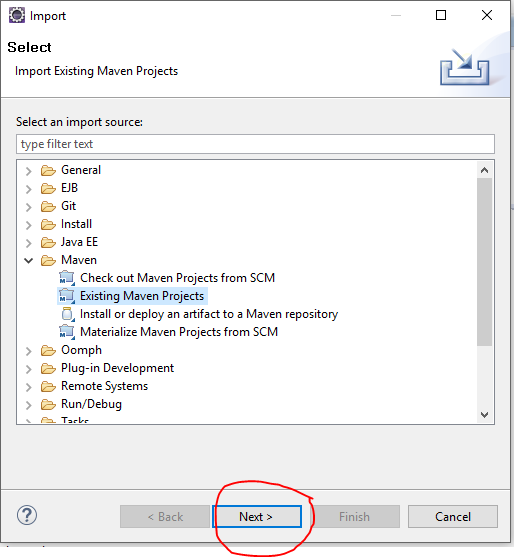 Import
Select
Import Existing Maven Projects
Select an import source:
type filter text
General
EJB
Git
Install
Java EE
Maven
Check out Maven Projects from SCM
Existing Maven Projects
Install or deploy an artifact to a Maven repository
Materialize Maven Projects from SCM
Oomph
Plug-in Development
Remote Systems
Run/Debug
Tasks
? < Back Next > Finish Cancel